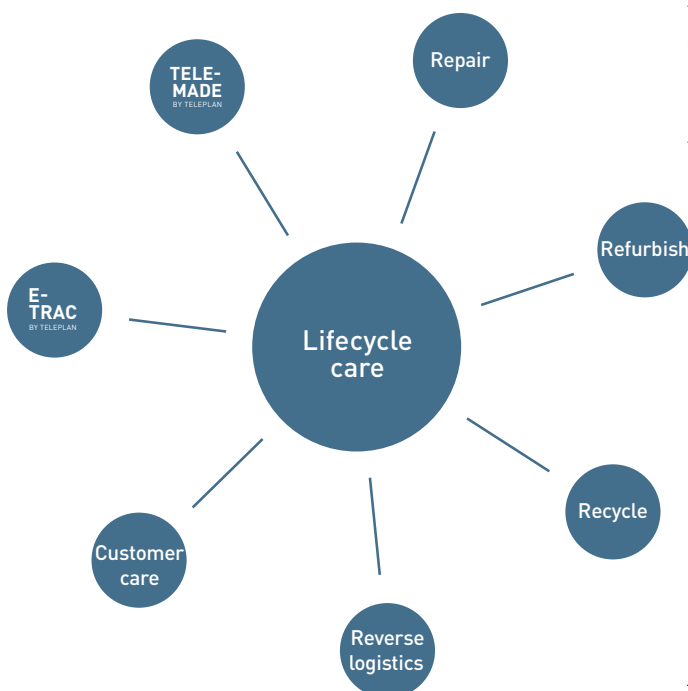 TELE-
MADE
BY TELEPLAN
Repair
Refurbish
E-
TRAC
BY TELEPLAN
Lifecycle
care
Recycle
Customer
care
Reverse
logistics